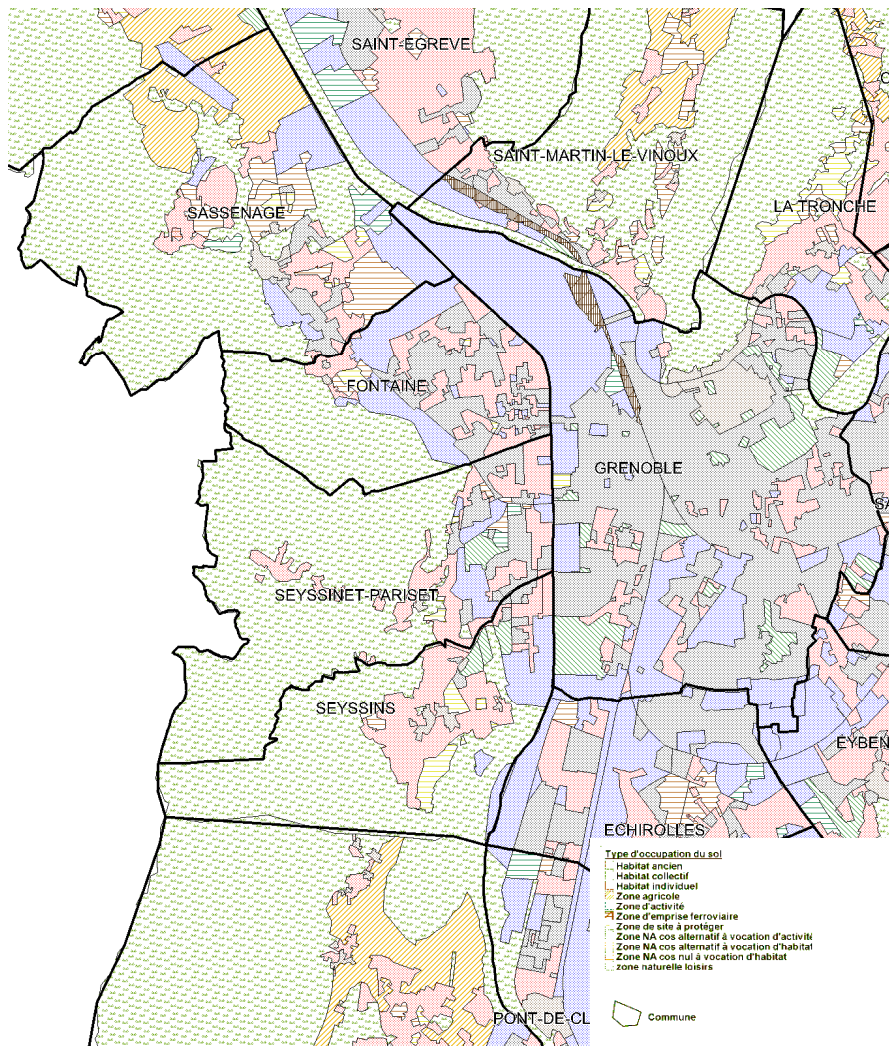 SAINT-EGREVE
C
SAINT-MARTIN-LE-VINOUX
SASSENAGE
LA TRONCHE
FONTAINE
GRENOBLE
SA
SEYSSINET-PARISET
SEYSSINS
EYBEN
ECHIROLLES
PONT-DE-CL
Type d'occupation du sol
Habitat ancien
Habitat collectif
Habitat individuel
Zone agricole
Zone d'activité
Zone d'emprise ferroviaire
Zone de site à protéger
Zone NA cos alternatif à vocation d'activité
Zone NA cos alternatif à vocation d'habitat
Zone NA cos nul à vocation d'habitat
zone naturelle loisirs
Commune